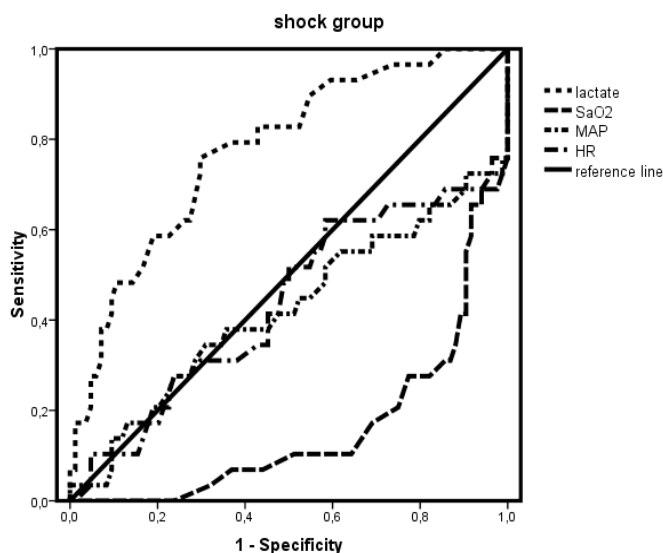 shock group
1,0
0,8
0,6
0,4
0,2
0,0
Sensitivity
0,0 0,2 0,4 0,6 0,8 1,0
1 - Specificity
lactate
SaO2
MAP
HR
reference line